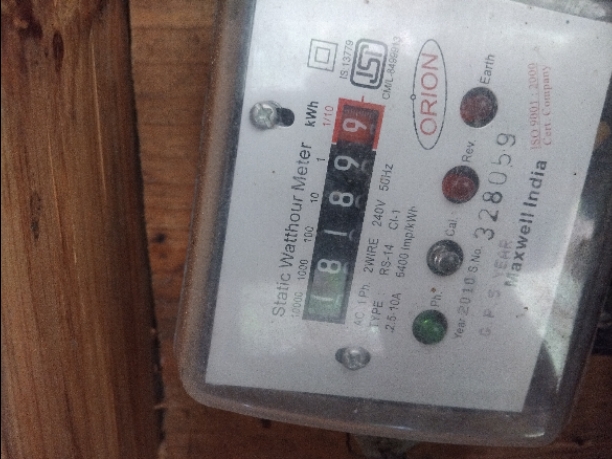 Static Watthour Meter
10000 1000 100 10 1 1/10 kWh
1 8 1 8 9 9
IS 13779
ISI
AC, 1 Ph. 2WIRE 240V 50Hz
TYPE RS-14 Cl-1
2.5-10A Imp/kWh
ORION
Ph. Cal. Rev. Earth
Year 2010 S.No. 328059
G.P.S YEAR
Maxwell India
ISO 9001 : 2000
Cert. Company